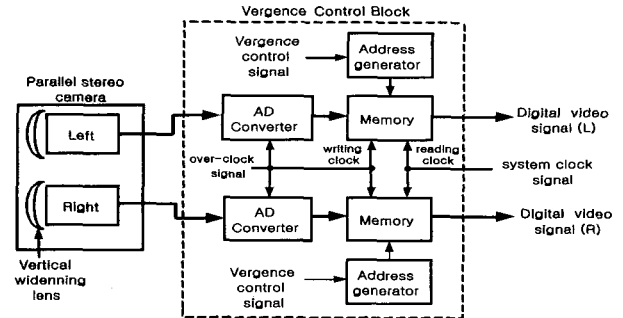 Vergence Control Block
Vergence
control
signal
Address
generator
Parallel stereo
camera
Left
AD
Converter
Memory
Digital video
signal (L)
over-clock
signal
writing
clock
reading
clock
system clock
signal
Right
AD
Converter
Memory
Digital video
signal (R)
Vertical
widenning
lens
Vergence
control
signal
Address
generator